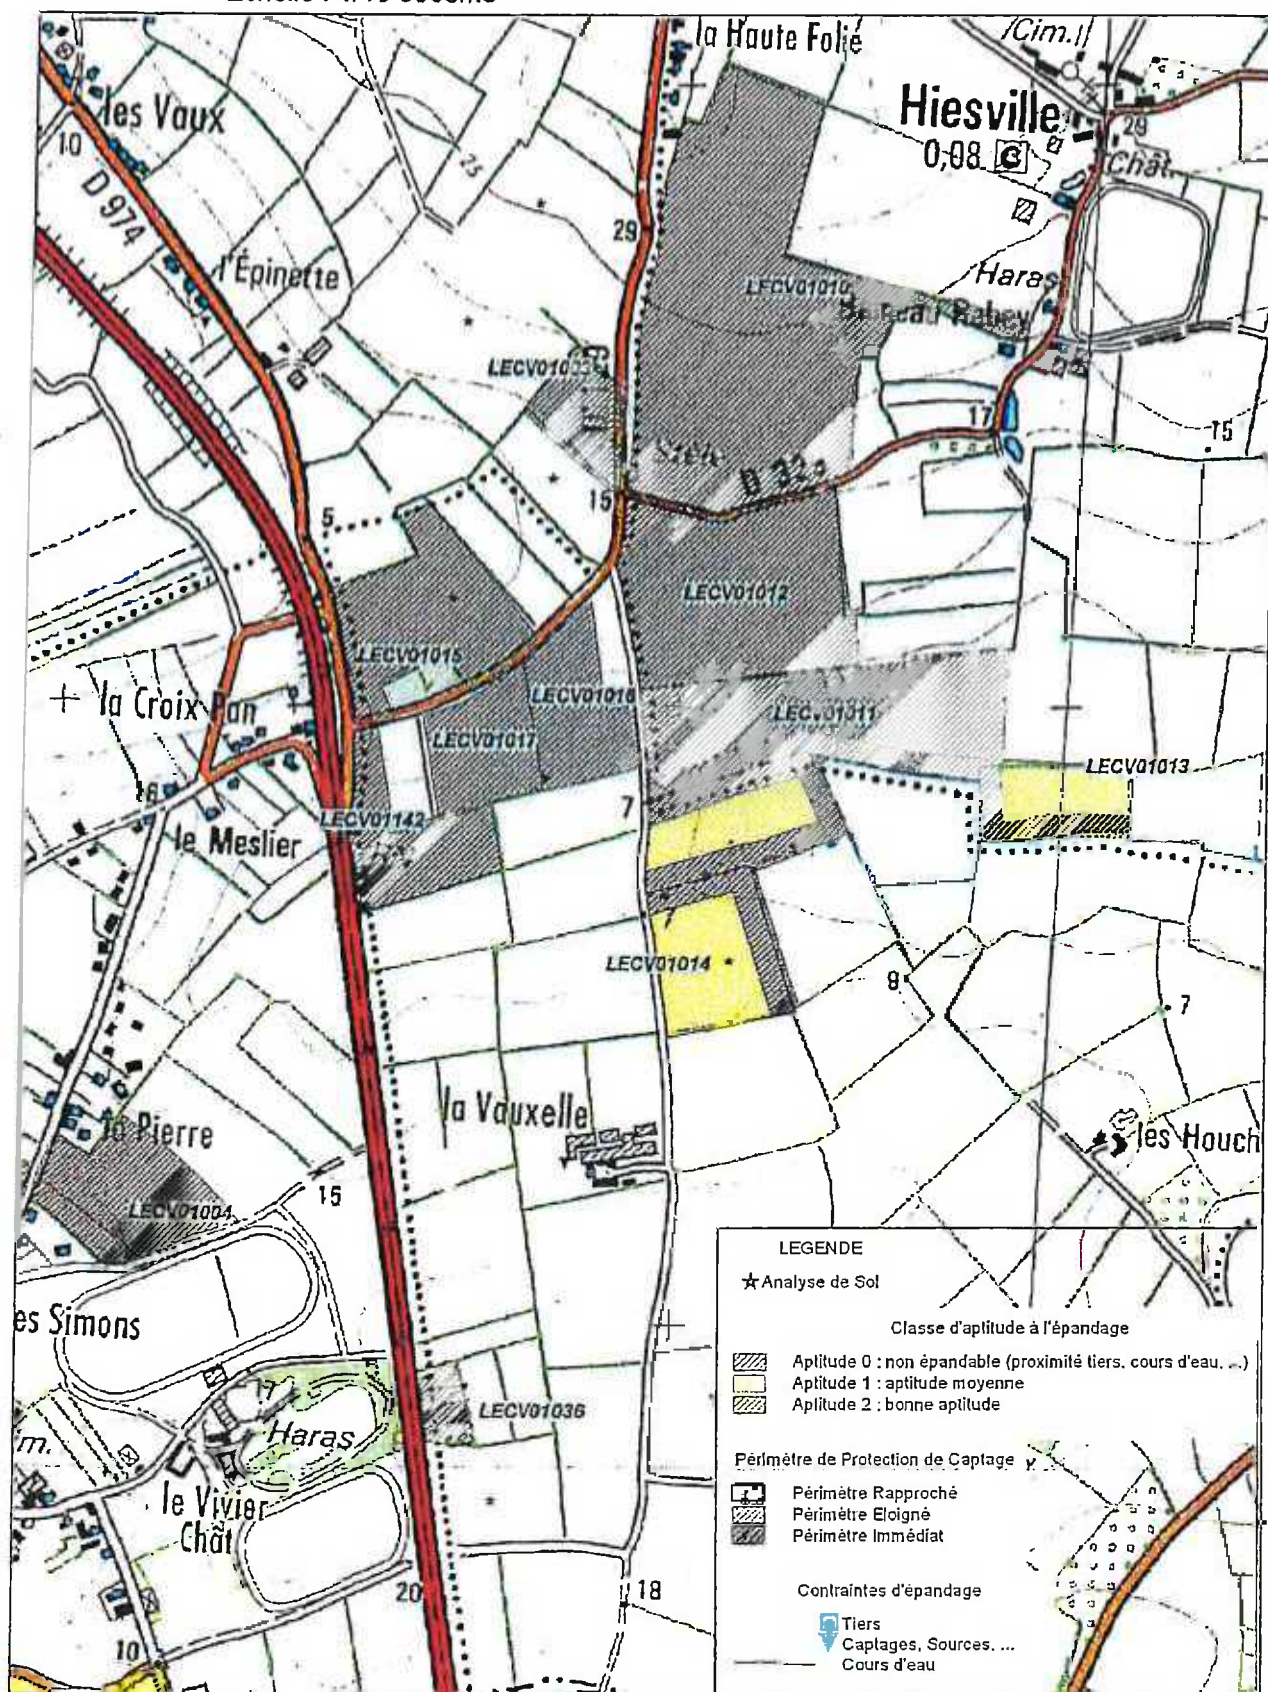 la Haute Folié
Cim.
Hiesville
0,08
Chât.
les Vaux
10
D 974
25
29
29
l'Épinette
Haras
LECV01010
LECV01003
17
15
D 32
15
5
LECV01012
LECV01015
LECV01016
LECV01011
la Croix Pan
LECV01017
LECV01013
16
LECV01142
7
le Meslier
LECV01014
8
7
la Vauxelle
la Pierre
les Houch
15
LECV01004
es Simons
LECV01036
Haras
m.
le Vivier
Chât
20
18
10
LEGENDE
Analyse de Sol
Classe d'aptitude à l'épandage
Aptitude 0 : non épandable (proximité tiers, cours d'eau, ...)
Aptitude 1 : aptitude moyenne
Aptitude 2 : bonne aptitude
Périmètre de Protection de Captage
Périmètre Rapproché
Périmètre Eloigné
Périmètre Immédiat
Contraintes d'épandage
Tiers
Captages, Sources, ...
Cours d'eau